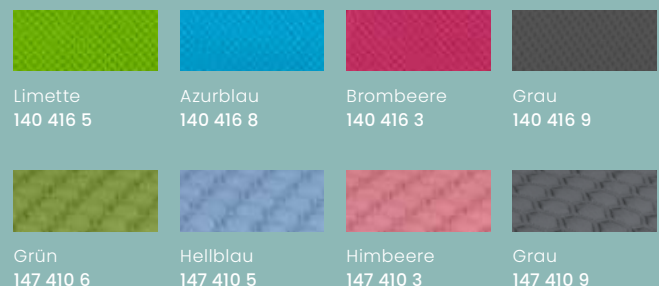 Limette Azurblau Brombeere Grau
140 416 5 140 416 8 140 416 3 140 416 9
Grün Hellblau Himbeere Grau
147 410 6 147 410 5 147 410 3 147 410 9